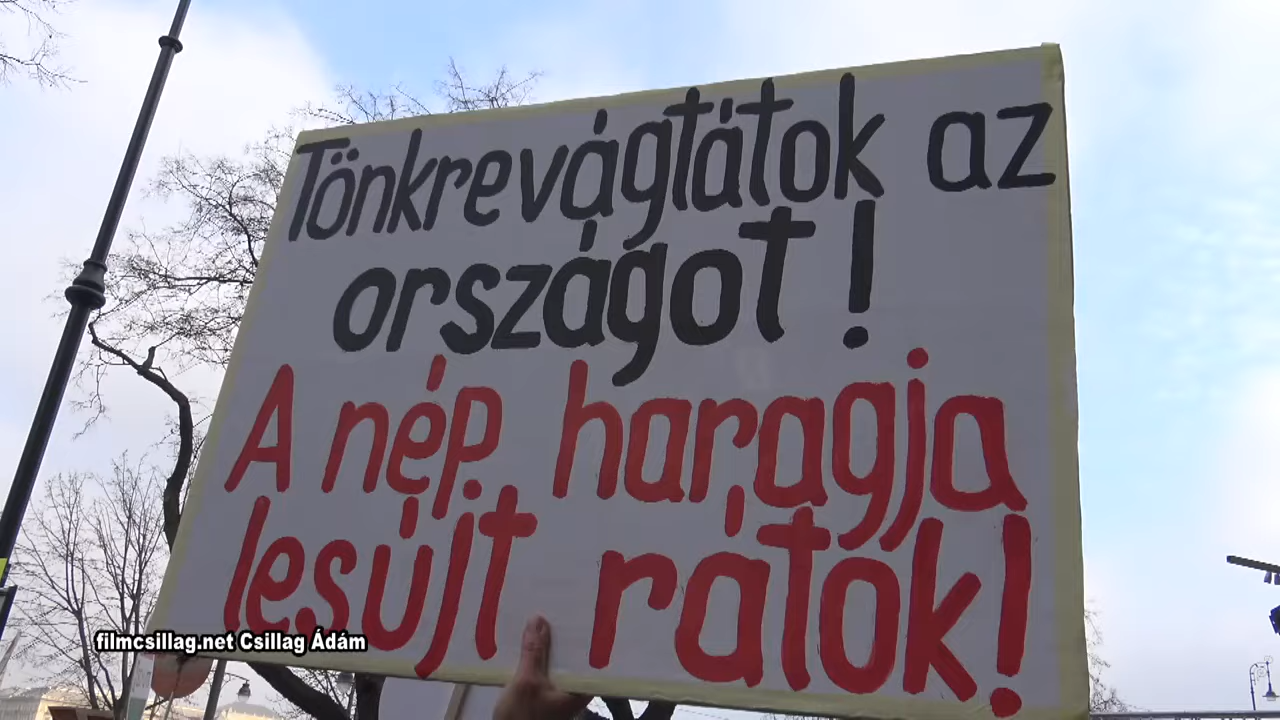 Tönkrevágtátok az
országot!
A nép haragja
lesújt rátok!
filmcsillag.net Csillag Ádám